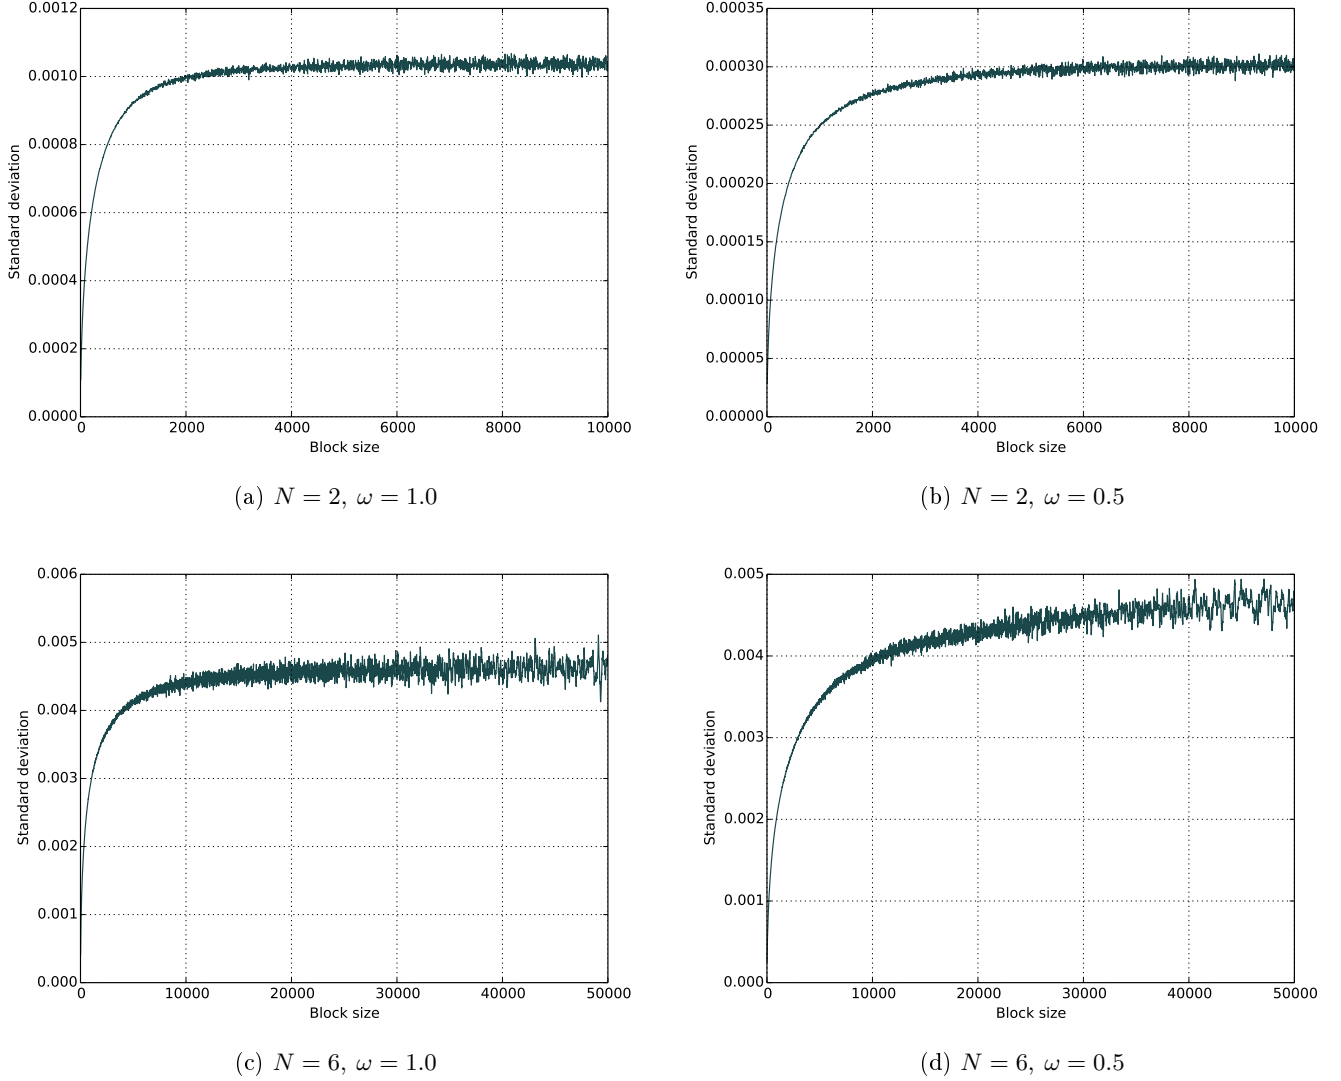 0.0012
0.0010
0.0008
0.0006
0.0004
0.0002
0.0000
Standard deviation
0 2000 4000 6000 8000 10000
Block size
(a) N = 2, ω = 1.0
0.00035
0.00030
0.00025
0.00020
0.00015
0.00010
0.00005
0.00000
Standard deviation
0 2000 4000 6000 8000 10000
Block size
(b) N = 2, ω = 0.5
0.006
0.005
0.004
0.003
0.002
0.001
0.000
Standard deviation
0 10000 20000 30000 40000 50000
Block size
(c) N = 6, ω = 1.0
0.005
0.004
0.003
0.002
0.001
0.000
Standard deviation
0 10000 20000 30000 40000 50000
Block size
(d) N = 6, ω = 0.5